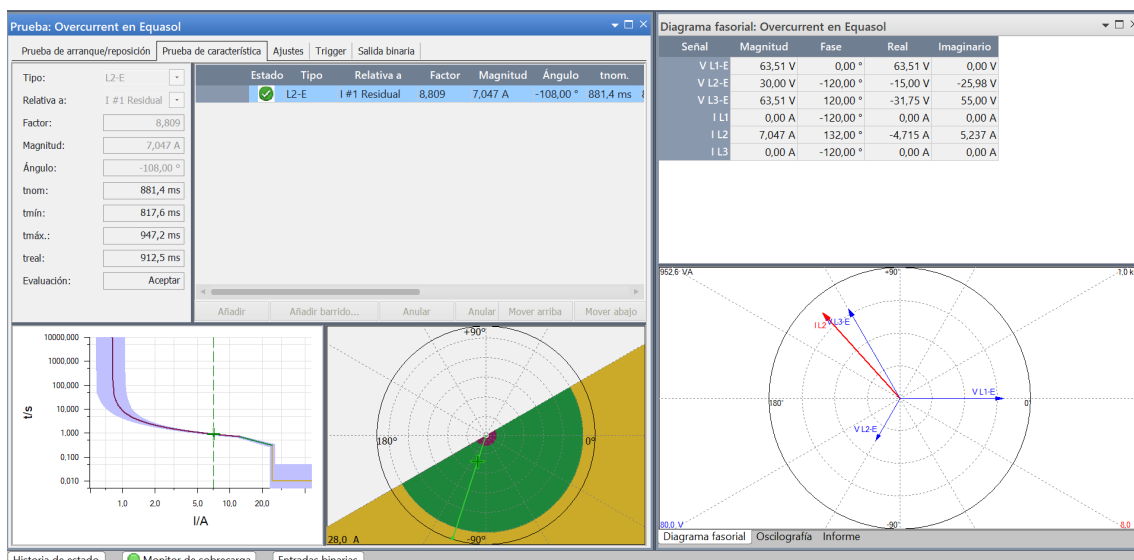 Prueba: Overcurrent en Equasol
Prueba de arranque/reposición Prueba de característica Ajustes Trigger Salida binaria
Tipo: L2-E
Relativa a: I #1 Residual
Factor: 8,809
Magnitud: 7,047 A
Ángulo: -108,00 °
tnom: 881,4 ms
tmín: 817,6 ms
tmáx.: 947,2 ms
treal: 912,5 ms
Evaluación: Aceptar
Estado Tipo Relativa a Factor Magnitud Ángulo tnom.
L2-E I #1 Residual 8,809 7,047 A -108,00 ° 881,4 ms
Añadir Añadir barrido... Anular Anular Mover arriba Mover abajo
t/s
10000,000
1000,000
100,000
10,000
1.000
0,100
0.010
1,0 2.0 5,0 10,0 20,0
I/A
+90°
180°
0°
-90°
28,0 A
Diagrama fasorial: Overcurrent en Equasol
Señal Magnitud Fase Real Imaginario
V L1-E 63,51 V 0,00 ° 63,51 V 0,00 V
V L2-E 30,00 V -120,00 ° -15,00 V -25,98 V
V L3-E 63,51 V 120,00 ° -31,75 V 55,00 V
I L1 0,00 A -120,00 ° 0,00 A 0,00 A
I L2 7,047 A 132,00 ° -4,715 A 5,237 A
I L3 0,00 A -120,00 ° 0,00 A 0,00 A
952,6 VA
+90°
1,0 k
I L2
V L3-E
V L1-E
180°
0°
V L2-E
80,0 V
-90°
-8,0
Diagrama fasorial Oscilografía Informe
Historia de estado Monitor de sobrecarga Entradas binarias